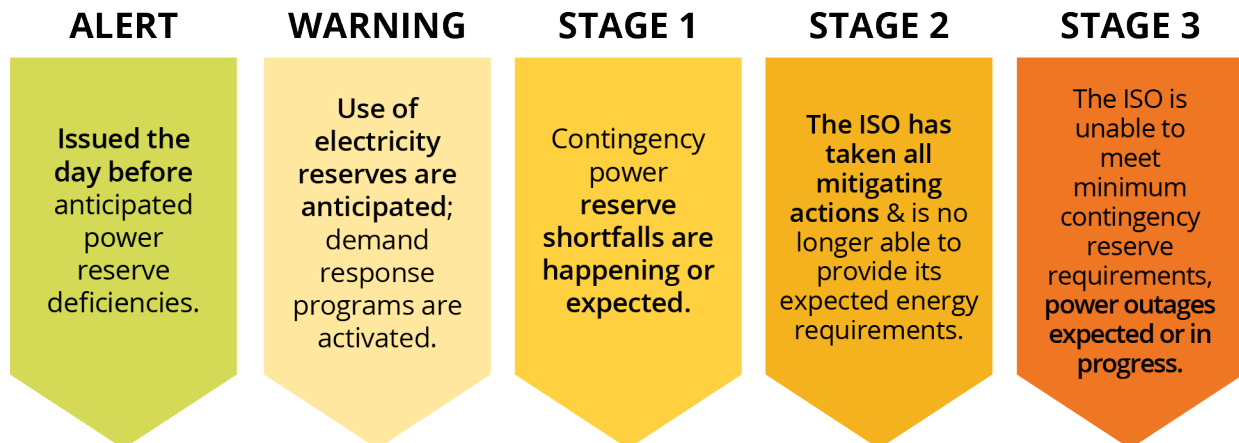 ALERT
Issued the
day before
anticipated
power
reserve
deficiencies.
WARNING
Use of
electricity
reserves are
anticipated;
demand
response
programs are
activated.
STAGE 1
Contingency
power
reserve
shortfalls are
happening or
expected.
STAGE 2
The ISO has
taken all
mitigating
actions & is no
longer able to
provide its
expected energy
requirements.
STAGE 3
The ISO is
unable to
meet
minimum
contingency
reserve
requirements,
power outages
expected or in
progress.